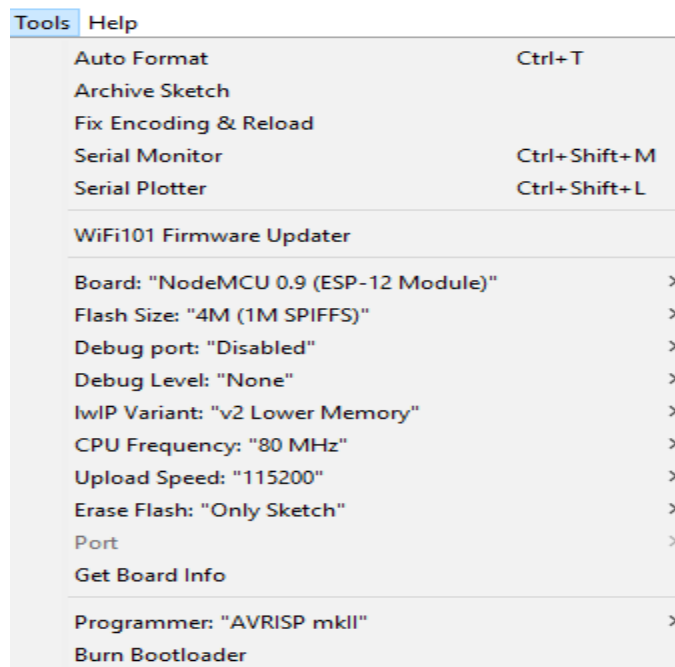 Tools Help
Auto Format Ctrl+T
Archive Sketch
Fix Encoding & Reload
Serial Monitor Ctrl+Shift+M
Serial Plotter Ctrl+Shift+L
WiFi101 Firmware Updater
Board: "NodeMCU 0.9 (ESP-12 Module)"
Flash Size: "4M (1M SPIFFS)"
Debug port: "Disabled"
Debug Level: "None"
lwIP Variant: "v2 Lower Memory"
CPU Frequency: "80 MHz"
Upload Speed: "115200"
Erase Flash: "Only Sketch"
Port
Get Board Info
Programmer: "AVRISP mkII"
Burn Bootloader